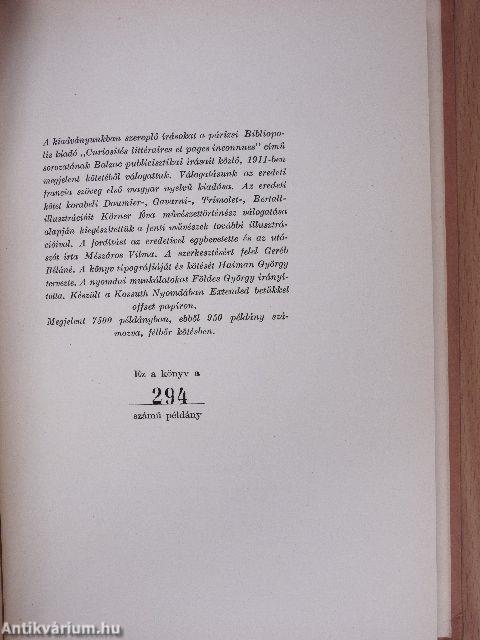 A kiadványunkban szereplő írásokat a párizsi Bibliopo-
lis kiadó „Curiosités littéraires et pages inconnues" című
sorozatának Balzac publicisztikai írásait közlő, 1911-ben
megjelent kötetéből válogattuk. Válogatásunk az eredeti
francia szöveg első magyar nyelvű kiadása. Az eredeti
kötet korabeli Daumier-, Gavarni-, Trimolet-, Bertall-
illusztrációit Körner Éva művészettörténész válogatása
alapján kiegészítettük a fenti művészek további illusztrá-
cióival. A fordítást az eredetivel egybevetette és az utó-
szót írta Mészáros Vilma. A szerkesztésért felel Geréb
Béláné. A könyv tipográfiáját és kötését Haiman György
tervezte. A nyomdai munkálatokat Földes György irányí-
totta. Készült a Kossuth Nyomdában Extended betűkkel
offset papíron.
Megjelent 7500 példányban, ebből 950 példány szá-
mozva, félbőr kötésben.
Ez a könyv a
294
számú példány
Antikvárium.hu